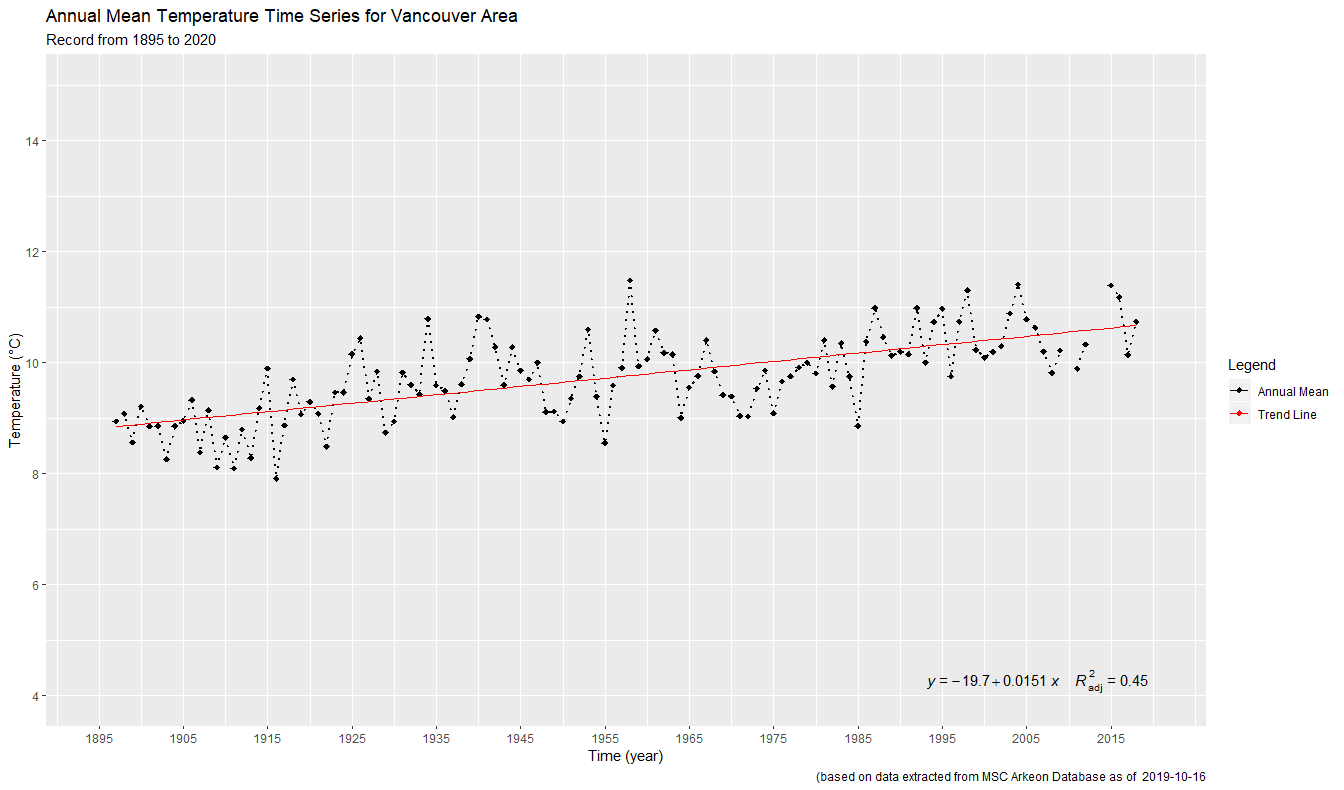 Annual Mean Temperature Time Series for Vancouver Area
Record from 1895 to 2020
Temperature (°C)
14
12
10
8
6
4
y = −19.7 + 0.0151 x   R²adj = 0.45
1895 1905 1915 1925 1935 1945 1955 1965 1975 1985 1995 2005 2015
Time (year)
(based on data extracted from MSC Arkeon Database as of 2019-10-16
Legend
Annual Mean
Trend Line